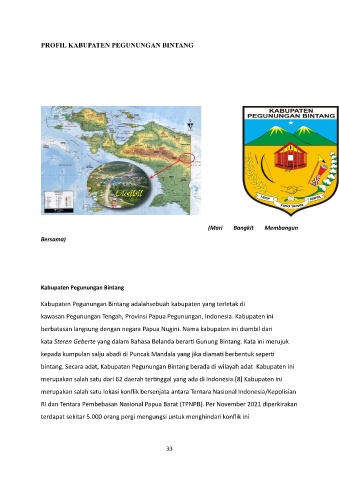 PROFIL KABUPATEN PEGUNUNGAN BINTANG
KABUPATEN
PEGUNUNGAN BINTANG
Oksibil
(Mari Bangkit Membangun
Bersama)
Kabupaten Pegunungan Bintang
Kabupaten Pegunungan Bintang adalahsebuah kabupaten yang terletak di
kawasan Pegunungan Tengah, Provinsi Papua Pegunungan, Indonesia. Kabupaten ini
berbatasan langsung dengan negara Papua Nugini. Nama kabupaten ini diambil dari
kata Steren Geberte yang dalam Bahasa Belanda berarti Gunung Bintang. Kata ini merujuk
kepada kumpulan salju abadi di Puncak Mandala yang jika diamati berbentuk seperti
bintang. Secara adat, Kabupaten Pegunungan Bintang berada di wilayah adat Kabupaten ini
merupakan salah satu dari 62 daerah tertinggal yang ada di Indonesia.[8] Kabupaten ini
merupakan salah satu lokasi konflik bersenjata antara Tentara Nasional Indonesia/Kepolisian
RI dan Tentara Pembebasan Nasional Papua Barat (TPNPB). Per November 2021 diperkirakan
terdapat sekitar 5.000 orang pergi mengungsi untuk menghindari konflik ini
33